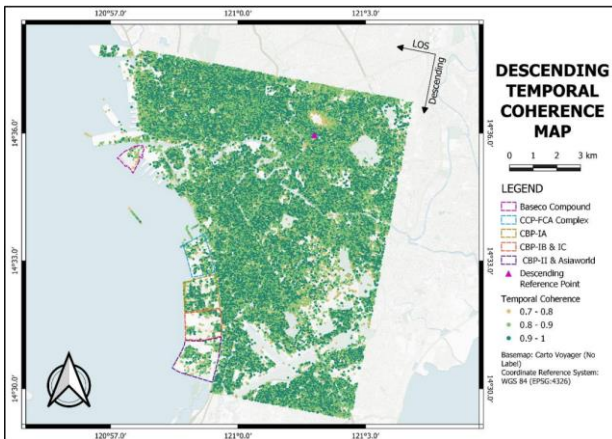 120°57.0' 121°0.0' 121°3.0'
LOS
Descending
14°36.0' 14°36.0'
14°33.0' 14°33.0'
14°30.0' 14°30.0'
120°57.0' 121°0.0' 121°3.0'
DESCENDING
TEMPORAL
COHERENCE
MAP
0 1 2 3 km
LEGEND
Baseco Compound
CCP-FCA Complex
CBP-IA
CBP-IB & IC
CBP-II & Asiaworld
Descending
Reference Point
Temporal Coherence
0.7 - 0.8
0.8 - 0.9
0.9 - 1
Basemap: Carto Voyager (No
Label)
Coordinate Reference System:
WGS 84 (EPSG:4326)